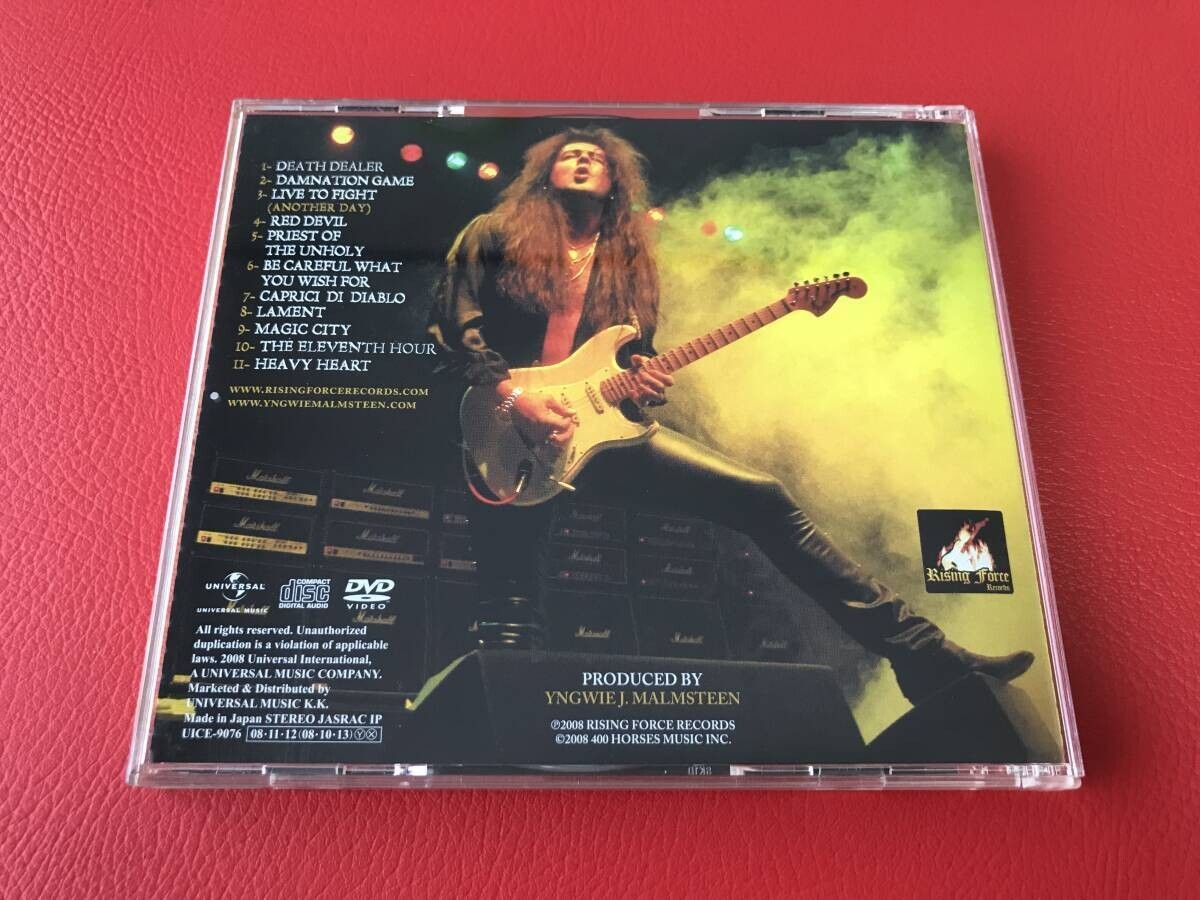 1- DEATH DEALER
2- DAMNATION GAME
3- LIVE TO FIGHT
(ANOTHER DAY)
4- RED DEVIL
5- PRIEST OF
THE UNHOLY
6- BE CAREFUL WHAT
YOU WISH FOR
7- CAPRICI DI DIABLO
8- LAMENT
9- MAGIC CITY
10- THE ELEVENTH HOUR
11- HEAVY HEART
WWW.RISINGFORCERECORDS.COM
WWW.YNGWIEMALMSTEEN.COM
Marshall
Marshall
Marshall
Marshall
Marshall
Marshall
Marshall
Marshall
Rising Force
Records
UNIVERSAL
UNIVERSAL MUSIC
COMPACT
disc
DIGITAL AUDIO
DVD
VIDEO
All rights reserved. Unauthorized
duplication is a violation of applicable
laws. 2008 Universal International,
A UNIVERSAL MUSIC COMPANY.
Marketed & Distributed by
UNIVERSAL MUSIC K.K.
Made in Japan STEREO JASRAC IP
UICE-9076 08·11·12 (08·10·13) Ⓨ Ⓧ
PRODUCED BY
YNGWIE J. MALMSTEEN
℗2008 RISING FORCE RECORDS
©2008 400 HORSES MUSIC INC.